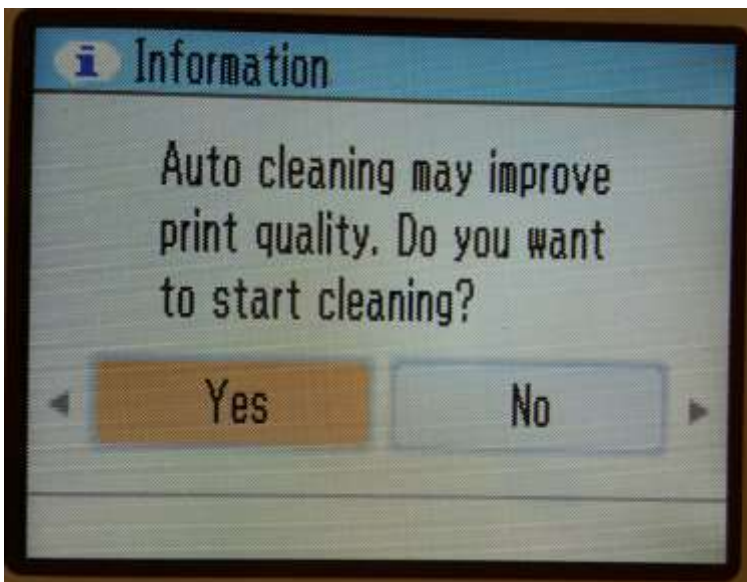 i Information
Auto cleaning may improve
print quality. Do you want
to start cleaning?
Yes No